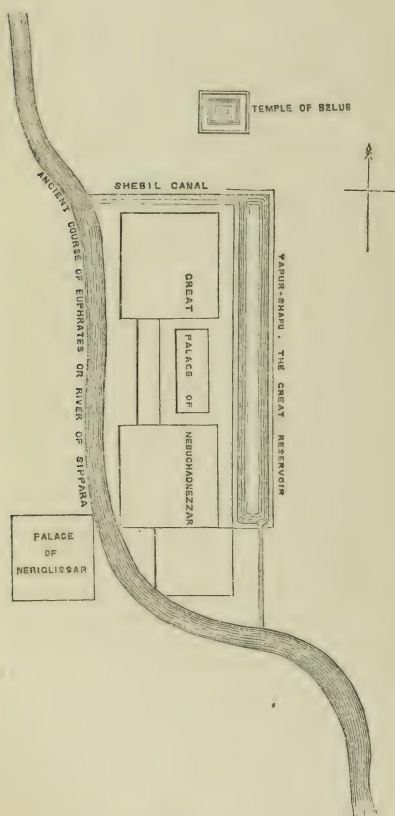 TEMPLE OF BELUS
SHEBIL CANAL
ANCIENT COURSE OF EUPHRATES OR RIVER OF SIPPARA
GREAT
PALACE OF
NEBUCHADNEZZAR
YAPUR-SHAPU, THE GREAT RESERVOIR
PALACE
OF
NERIGLISSAR